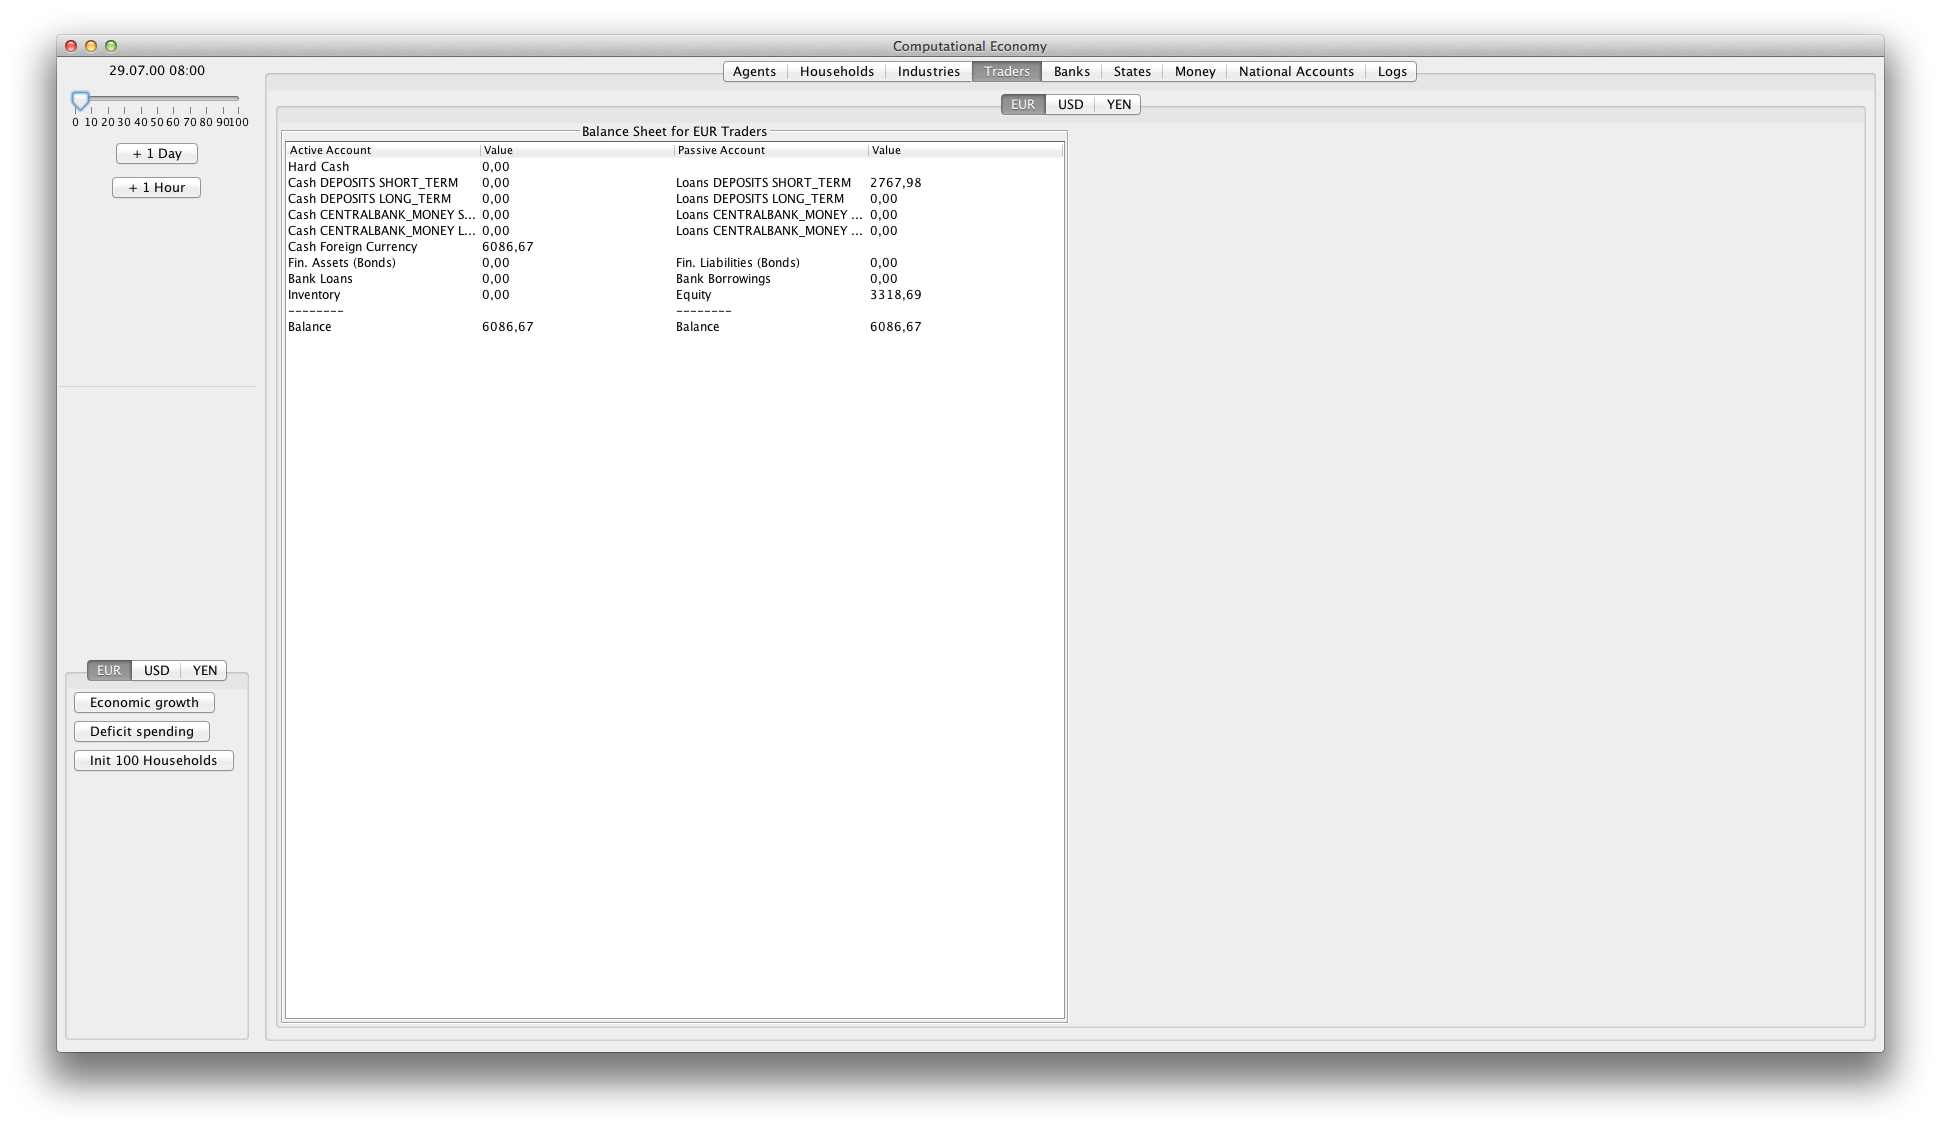 Computational Economy
29.07.00 08:00
0 10 20 30 40 50 60 70 80 90 100
+ 1 Day
+ 1 Hour
Agents Households Industries Traders Banks States Money National Accounts Logs
EUR USD YEN
Balance Sheet for EUR Traders
Active Account Value Passive Account Value
Hard Cash 0,00
Cash DEPOSITS SHORT_TERM 0,00 Loans DEPOSITS SHORT_TERM 2767,98
Cash DEPOSITS LONG_TERM 0,00 Loans DEPOSITS LONG_TERM 0,00
Cash CENTRALBANK_MONEY S... 0,00 Loans CENTRALBANK_MONEY ... 0,00
Cash CENTRALBANK_MONEY L... 0,00 Loans CENTRALBANK_MONEY ... 0,00
Cash Foreign Currency 6086,67
Fin. Assets (Bonds) 0,00 Fin. Liabilities (Bonds) 0,00
Bank Loans 0,00 Bank Borrowings 0,00
Inventory 0,00 Equity 3318,69
-------- --------
Balance 6086,67 Balance 6086,67
EUR USD YEN
Economic growth
Deficit spending
Init 100 Households